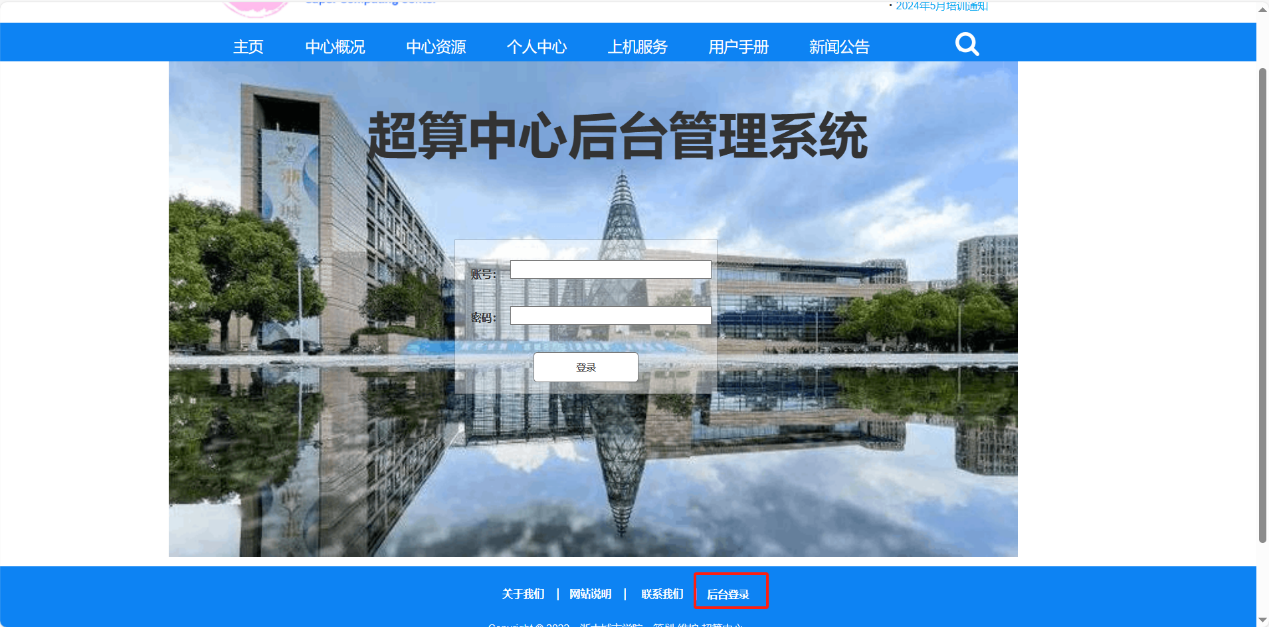 Super Computing Center
· 2024年5月培训通知
主页 中心概况 中心资源 个人中心 上机服务 用户手册 新闻公告
超算中心后台管理系统
账号：
密码：
登录
关于我们 | 网站说明 | 联系我们 后台登录